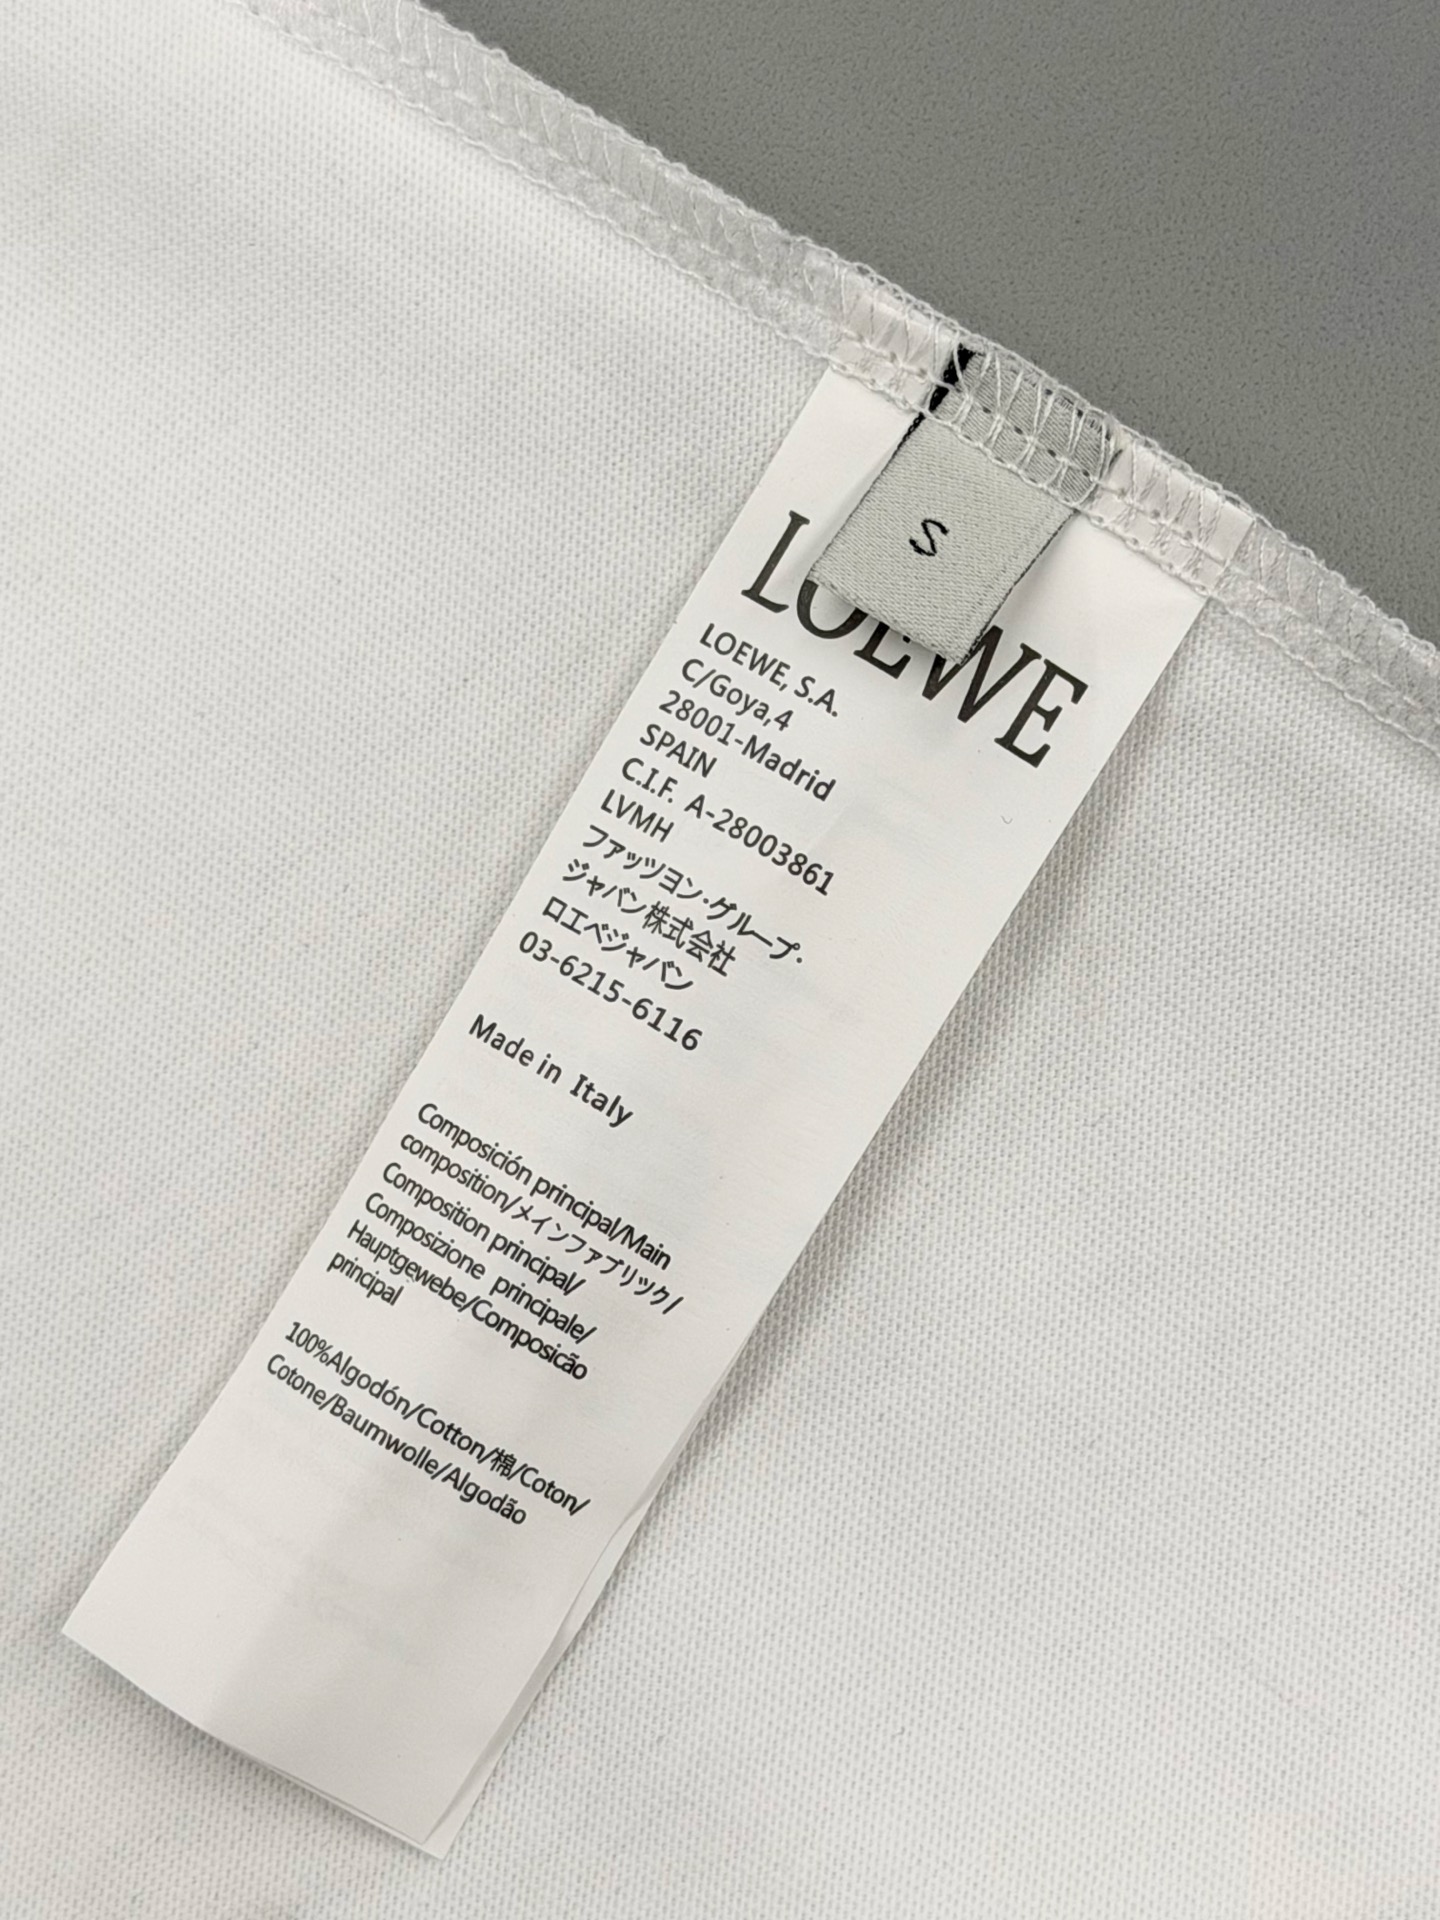 S
LOEWE
LOEWE, S.A.
C/Goya,4
28001-Madrid
SPAIN
C.I.F. A-28003861
LVMH
ファッツヨン·グループ·
ジャバン株式会社
ロエベジャバン
03-6215-6116
Made in Italy
Composición principal/Main
composition/メインファブリック/
Composition principal/
Composizione principale/
Hauptgewebe/Composicão
principal
100%Algodón/Cotton/棉/Coton/
Cotone/Baumwolle/Algodão